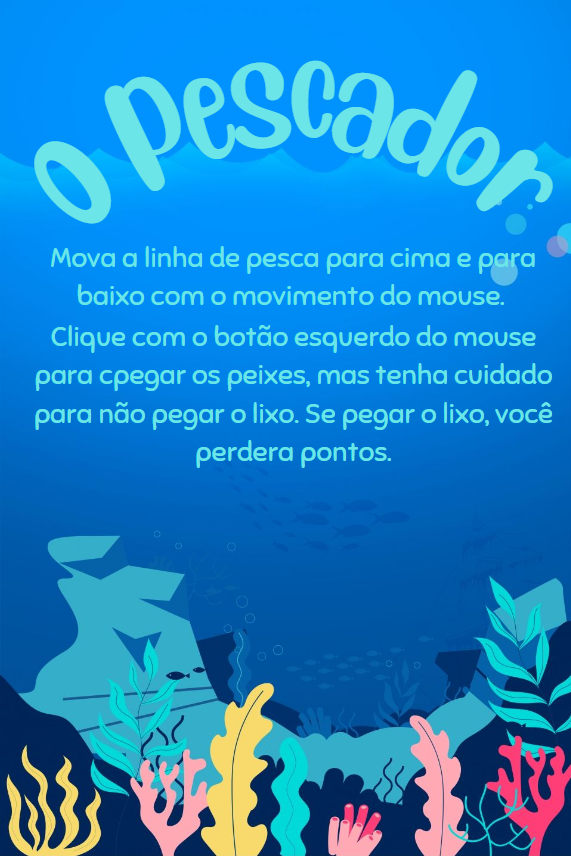 O Pescador
Mova a linha de pesca para cima e para
baixo com o movimento do mouse.
Clique com o botão esquerdo do mouse
para cpegar os peixes, mas tenha cuidado
para não pegar o lixo. Se pegar o lixo, você
perdera pontos.